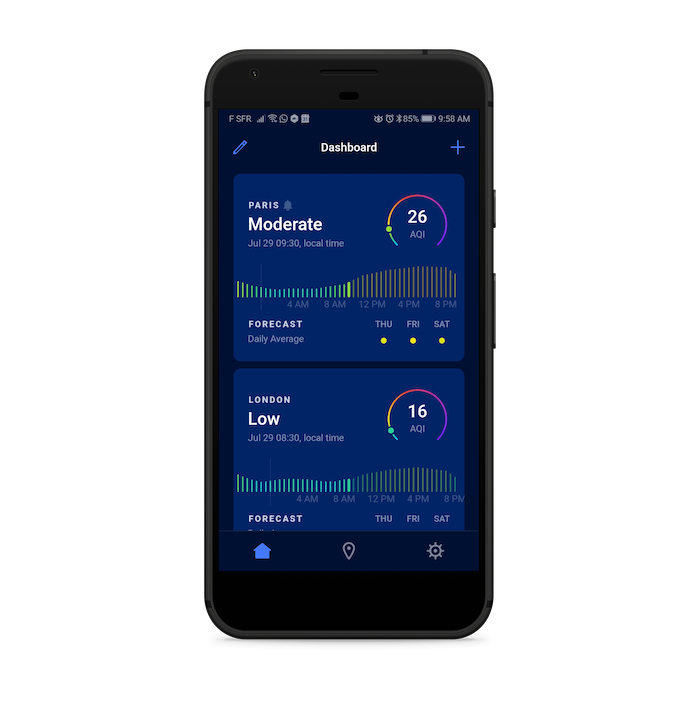 F SFR 85% 9:58 AM
Dashboard
PARIS
Moderate
Jul 29 09:30, local time
26
AQI
4 AM 8 AM 12 PM 4 PM 8 PM
FORECAST THU FRI SAT
Daily Average
LONDON
Low
Jul 29 08:30, local time
16
AQI
4 AM 8 AM 12 PM 4 PM 8 PM
FORECAST THU FRI SAT